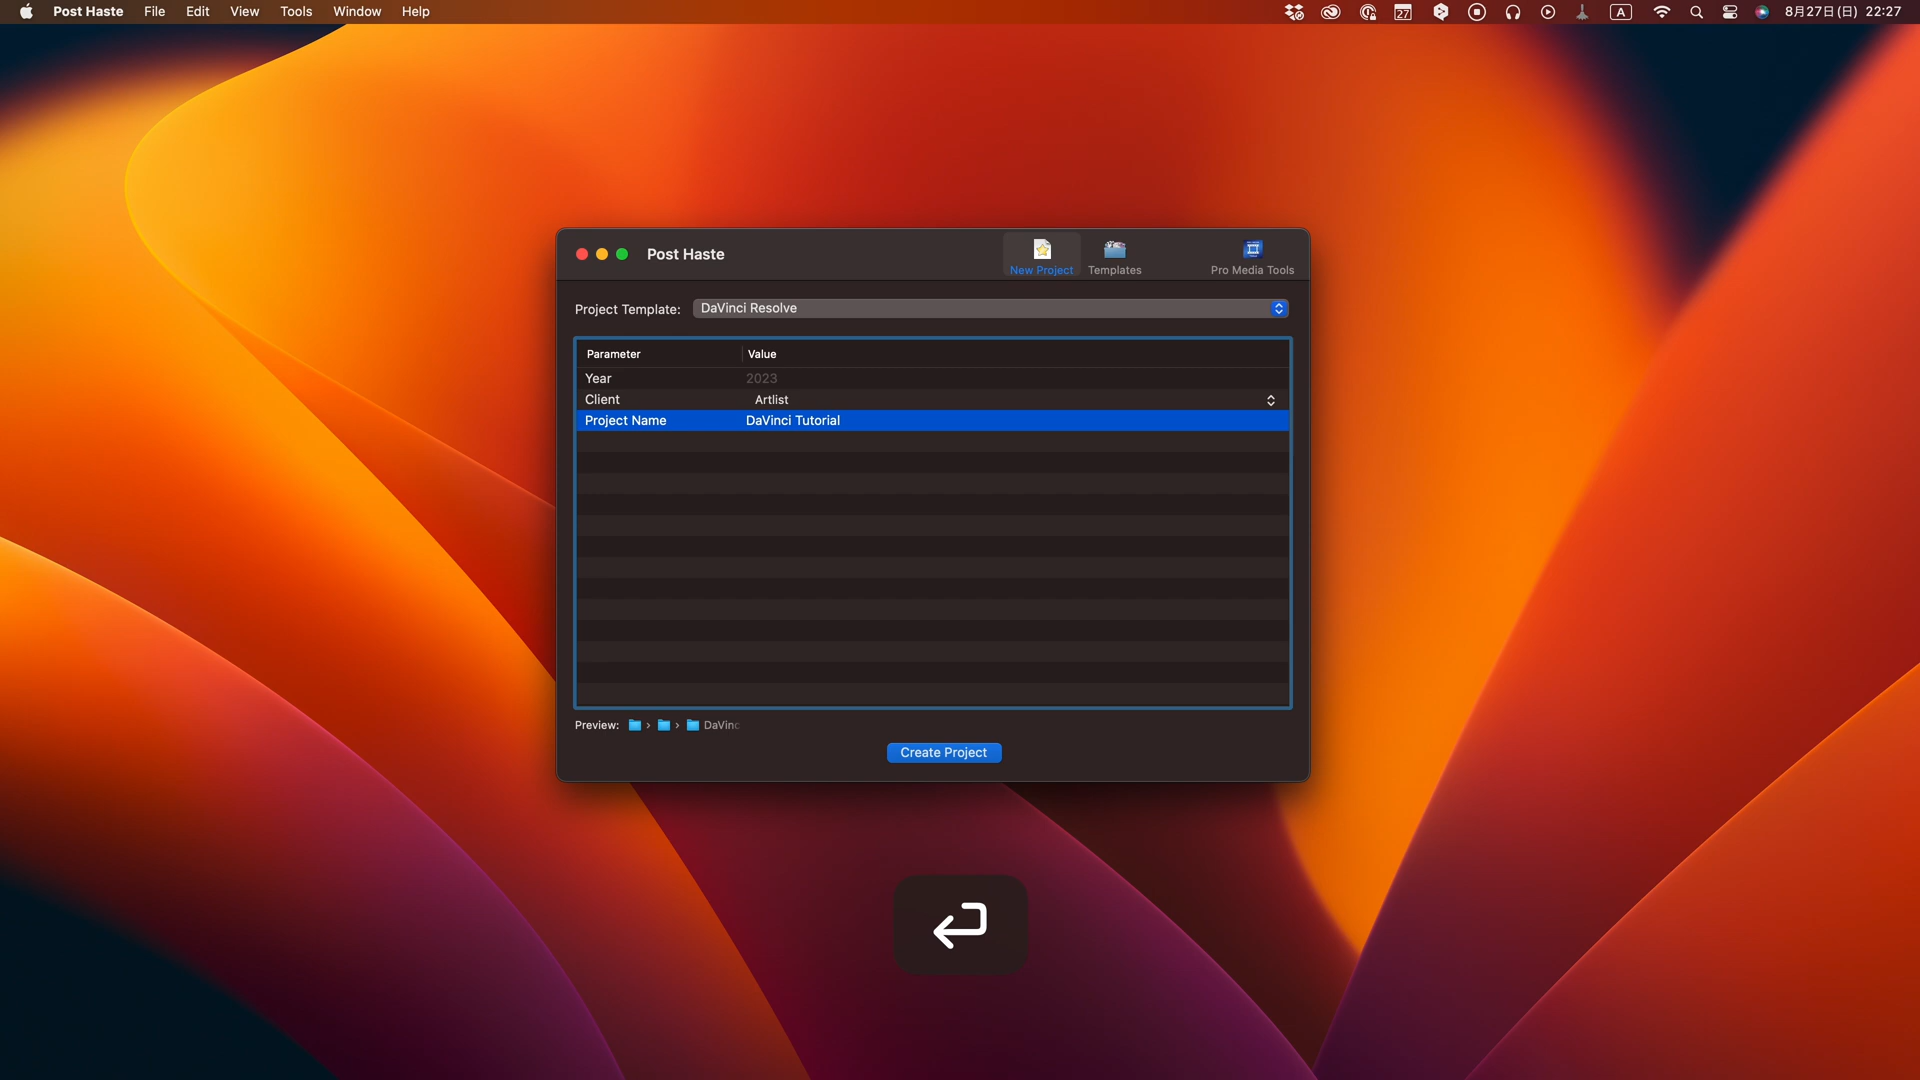 Post Haste File Edit View Tools Window Help 27 A 8月27日(日) 22:27
Post Haste
New Project Templates Pro Media Tools
Project Template: DaVinci Resolve
Parameter Value
Year 2023
Client Artlist
Project Name DaVinci Tutorial
Preview: DaVinc
Create Project